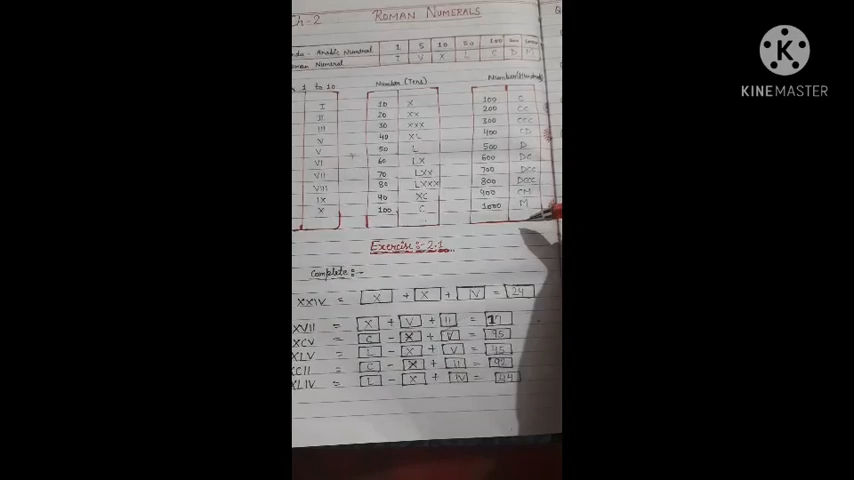 Ch-2 ROMAN NUMERALS
Hindu-Arabic Numeral 1 5 10 50 100 500 1000
Roman Numeral I V X L C D M
1 to 10 Number (Tens) Number (Hundreds)
I 10 X 100 C
II 20 XX 200 CC
III 30 XXX 300 CCC
V 40 XL 400 CD
V 50 L 500 D
VI 60 LX 600 DC
VII 70 LXX 700 DCC
VIII 80 LXXX 800 DCCC
IX 90 XC 900 CM
X 100 C 1000 M
Exercise :- 2.1
Complete :-
XXIV = X + X + IV = 24
XVII = X + V + II = 17
XCV = C - X + V = 95
XLV = L - X + V = 45
XCII = C - X + II = 92
XLIV = L - X + IV = 44
K
KINEMASTER